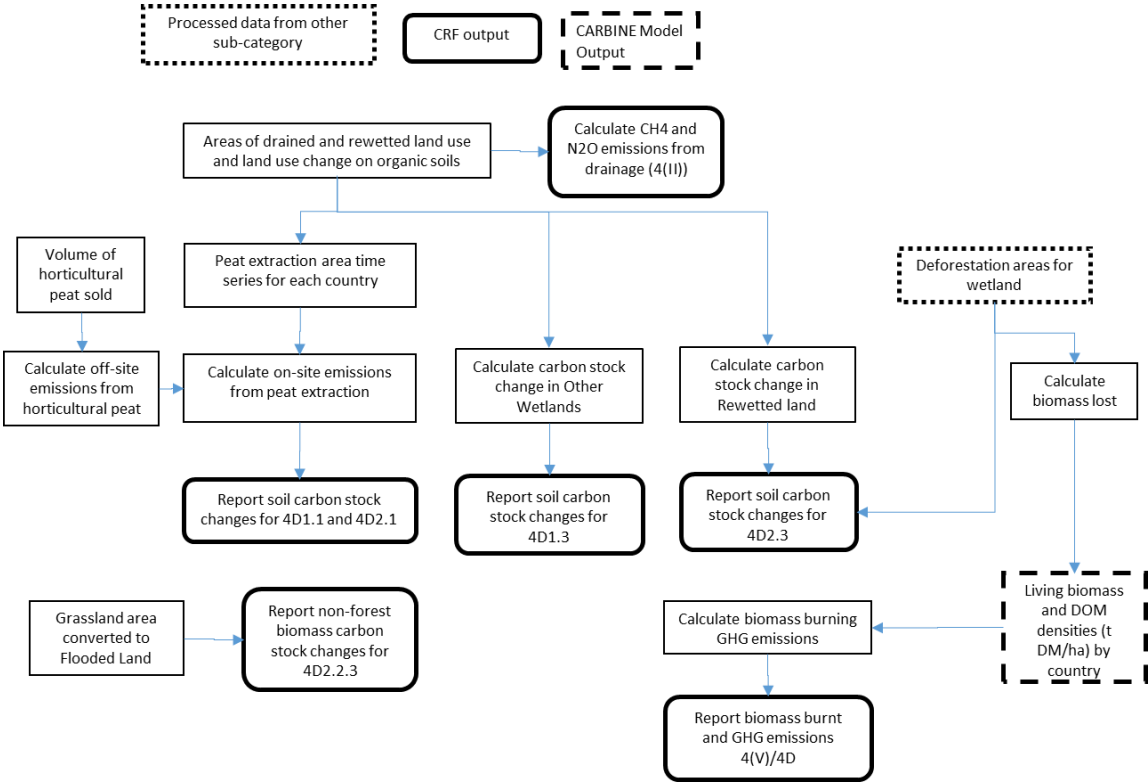 Processed data from other
sub-category
CRF output
CARBINE Model
Output
Areas of drained and rewetted land use
and land use change on organic soils
Calculate CH4 and
N2O emissions from
drainage (4(II))
Volume of
horticultural
peat sold
Peat extraction area time
series for each country
Deforestation areas for
wetland
Calculate off-site
emissions from
horticultural peat
Calculate on-site emissions
from peat extraction
Calculate carbon stock
change in Other
Wetlands
Calculate carbon
stock change in
Rewetted land
Calculate
biomass lost
Report soil carbon stock
changes for 4D1.1 and 4D2.1
Report soil carbon
stock changes for
4D1.3
Report soil carbon
stock changes for
4D2.3
Grassland area
converted to
Flooded Land
Report non-forest
biomass carbon
stock changes for
4D2.2.3
Calculate biomass burning
GHG emissions
Living biomass
and DOM
densities (t
DM/ha) by
country
Report biomass burnt
and GHG emissions
4(V)/4D